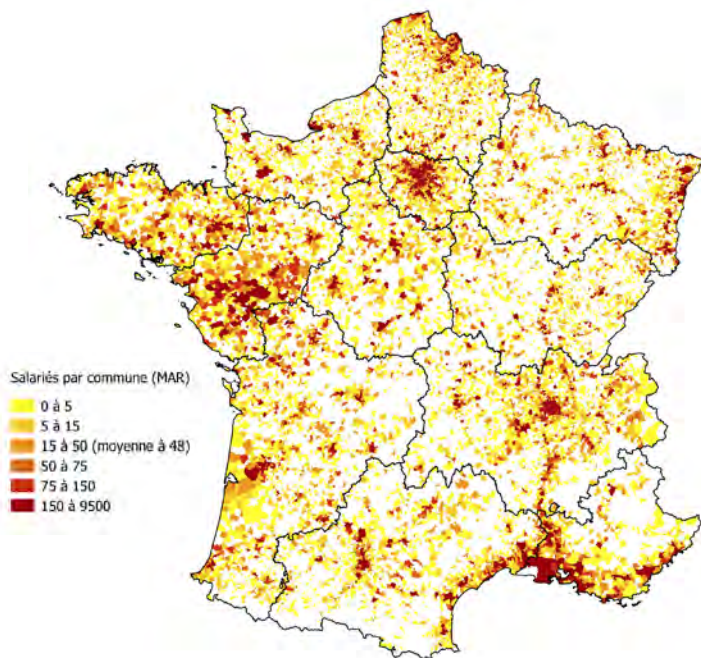 Salariés par commune (MAR)
0 à 5
5 à 15
15 à 50 (moyenne à 48)
50 à 75
75 à 150
150 à 9500